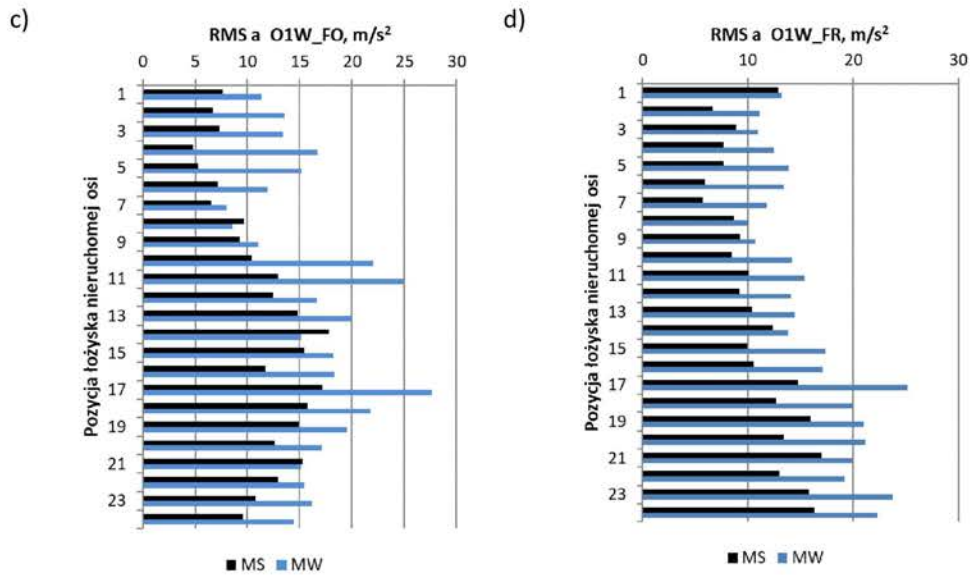 c)
RMS a O1W_FO, m/s²
0 5 10 15 20 25 30
Pozycja łożyska nieruchomej osi
1
3
5
7
9
11
13
15
17
19
21
23
MS MW
d)
RMS a O1W_FR, m/s²
0 10 20 30
Pozycja łożyska nieruchomej osi
1
3
5
7
9
11
13
15
17
19
21
23
MS MW